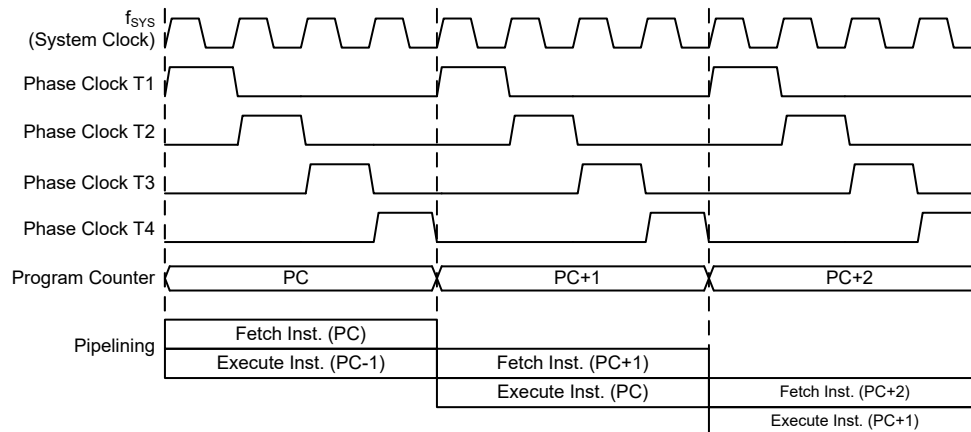 fSYS
(System Clock)
Phase Clock T1
Phase Clock T2
Phase Clock T3
Phase Clock T4
Program Counter PC PC+1 PC+2
Pipelining
Fetch Inst. (PC)
Execute Inst. (PC-1) Fetch Inst. (PC+1)
Execute Inst. (PC) Fetch Inst. (PC+2)
Execute Inst. (PC+1)